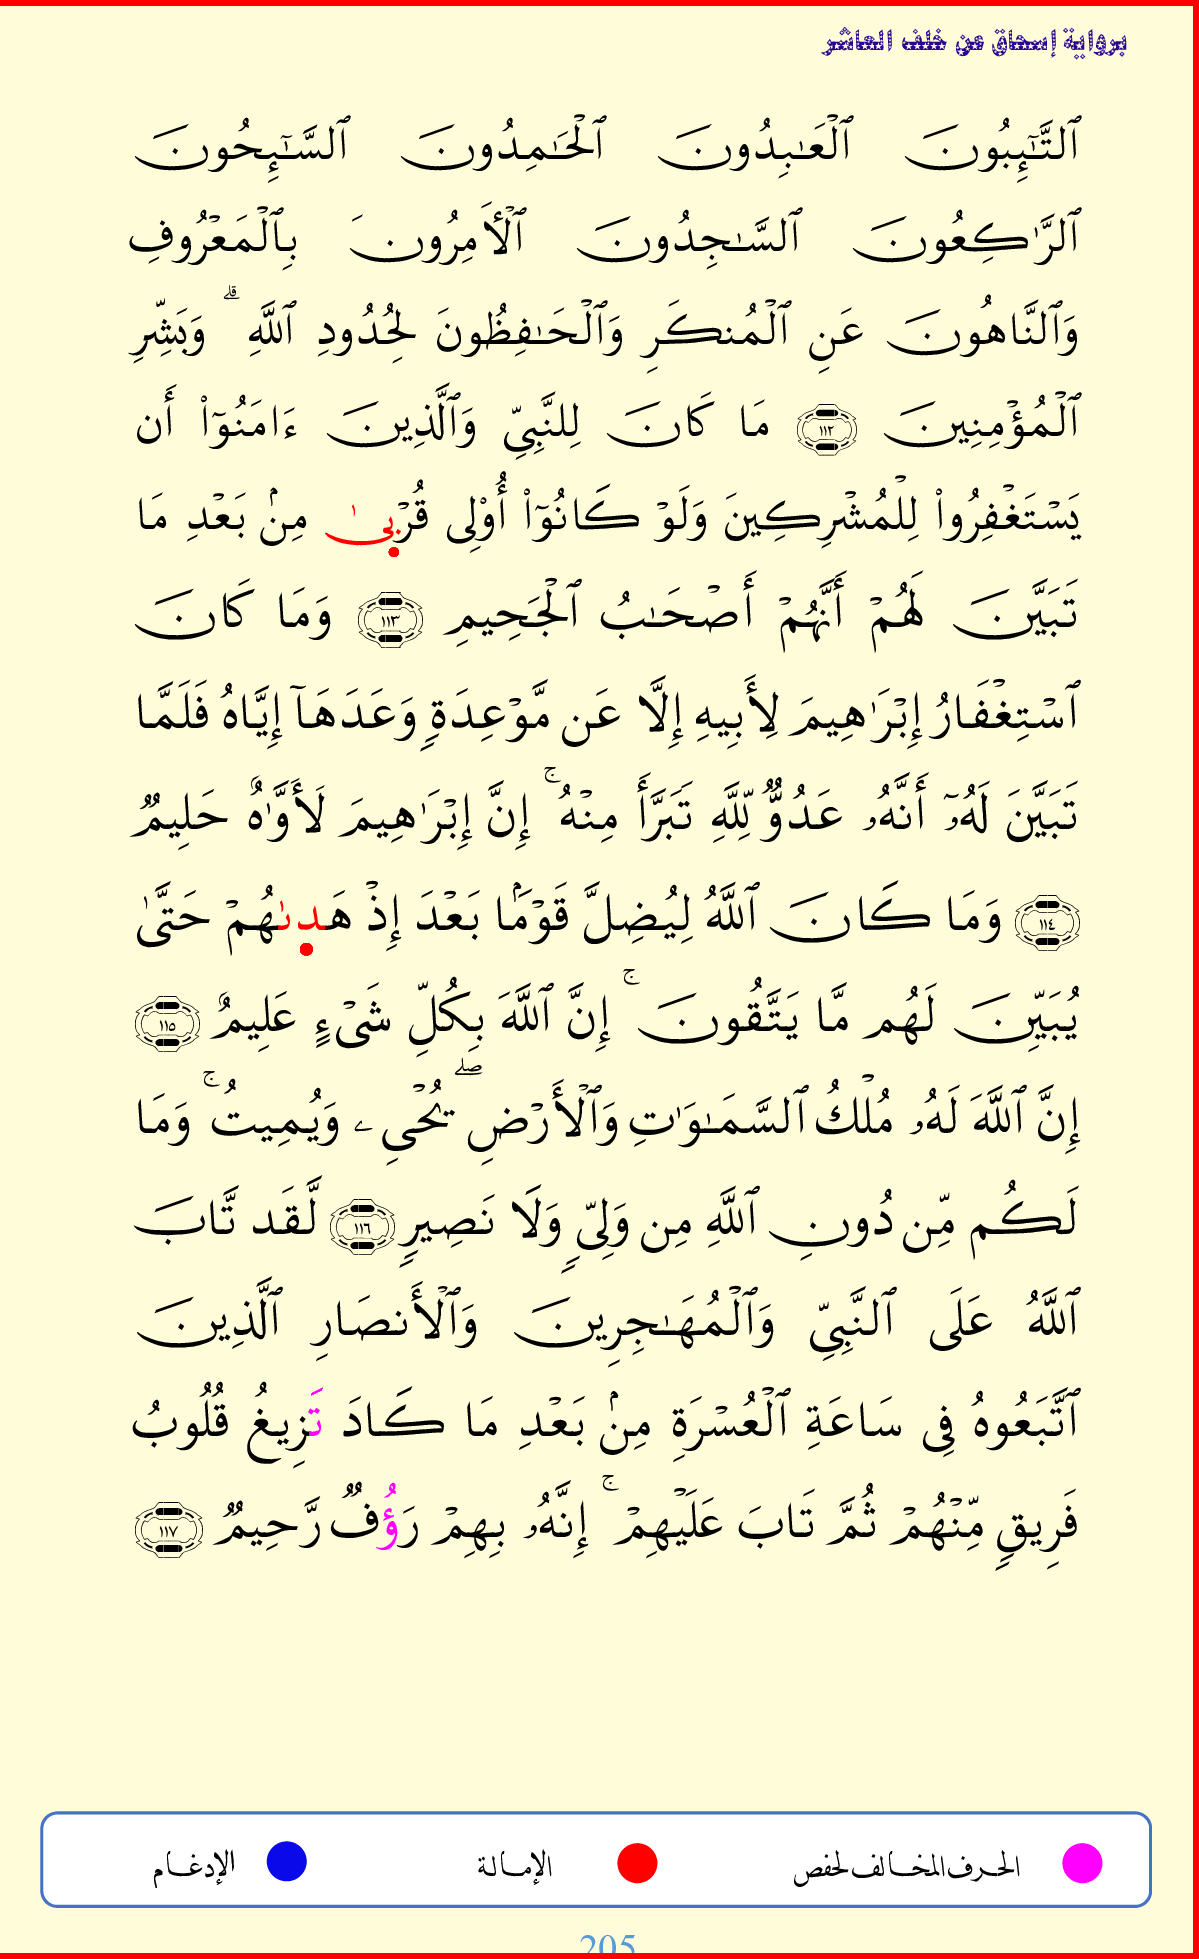 برواية إسحاق عن خلف العاشر
ٱلتَّـٰٓئِبُونَ ٱلْعَـٰبِدُونَ ٱلْحَـٰمِدُونَ ٱلسَّـٰٓئِحُونَ
ٱلرَّٰكِعُونَ ٱلسَّـٰجِدُونَ ٱلْـَٔامِرُونَ بِٱلْمَعْرُوفِ
وَٱلنَّاهُونَ عَنِ ٱلْمُنكَرِ وَٱلْحَـٰفِظُونَ لِحُدُودِ ٱللَّهِ ۗ وَبَشِّرِ
ٱلْمُؤْمِنِينَ ١١٢ مَا كَانَ لِلنَّبِيِّ وَٱلَّذِينَ ءَامَنُوٓا۟ أَن
يَسْتَغْفِرُوا۟ لِلْمُشْرِكِينَ وَلَوْ كَانُوٓا۟ أُو۟لِى قُرْبىٰ مِنۢ بَعْدِ مَا
تَبَيَّنَ لَهُمْ أَنَّهُمْ أَصْحَـٰبُ ٱلْجَحِيمِ ١١٣ وَمَا كَانَ
ٱسْتِغْفَارُ إِبْرَٰهِيمَ لِأَبِيهِ إِلَّا عَن مَّوْعِدَةٍ وَعَدَهَآ إِيَّاهُ فَلَمَّا
تَبَيَّنَ لَهُۥٓ أَنَّهُۥ عَدُوٌّ لِّلَّهِ تَبَرَّأَ مِنْهُ ۚ إِنَّ إِبْرَٰهِيمَ لَأَوَّٰهٌ حَلِيمٌ
١١٤ وَمَا كَانَ ٱللَّهُ لِيُضِلَّ قَوْمًۢا بَعْدَ إِذْ هَدىٰهُمْ حَتَّىٰ
يُبَيِّنَ لَهُم مَّا يَتَّقُونَ ۚ إِنَّ ٱللَّهَ بِكُلِّ شَىْءٍ عَلِيمٌ ١١٥
إِنَّ ٱللَّهَ لَهُۥ مُلْكُ ٱلسَّمَـٰوَٰتِ وَٱلْأَرْضِ ۖ يُحْىِۦ وَيُمِيتُ ۚ وَمَا
لَكُم مِّن دُونِ ٱللَّهِ مِن وَلِىٍّ وَلَا نَصِيرٍ ١١٦ لَّقَد تَّابَ
ٱللَّهُ عَلَى ٱلنَّبِىِّ وَٱلْمُهَـٰجِرِينَ وَٱلْأَنصَارِ ٱلَّذِينَ
ٱتَّبَعُوهُ فِى سَاعَةِ ٱلْعُسْرَةِ مِنۢ بَعْدِ مَا كَادَ تَزِيغُ قُلُوبُ
فَرِيقٍ مِّنْهُمْ ثُمَّ تَابَ عَلَيْهِمْ ۚ إِنَّهُۥ بِهِمْ رَؤُفٌ رَّحِيمٌ ١١٧
الحرف المخالف لحفص الإمالة الإدغام
205